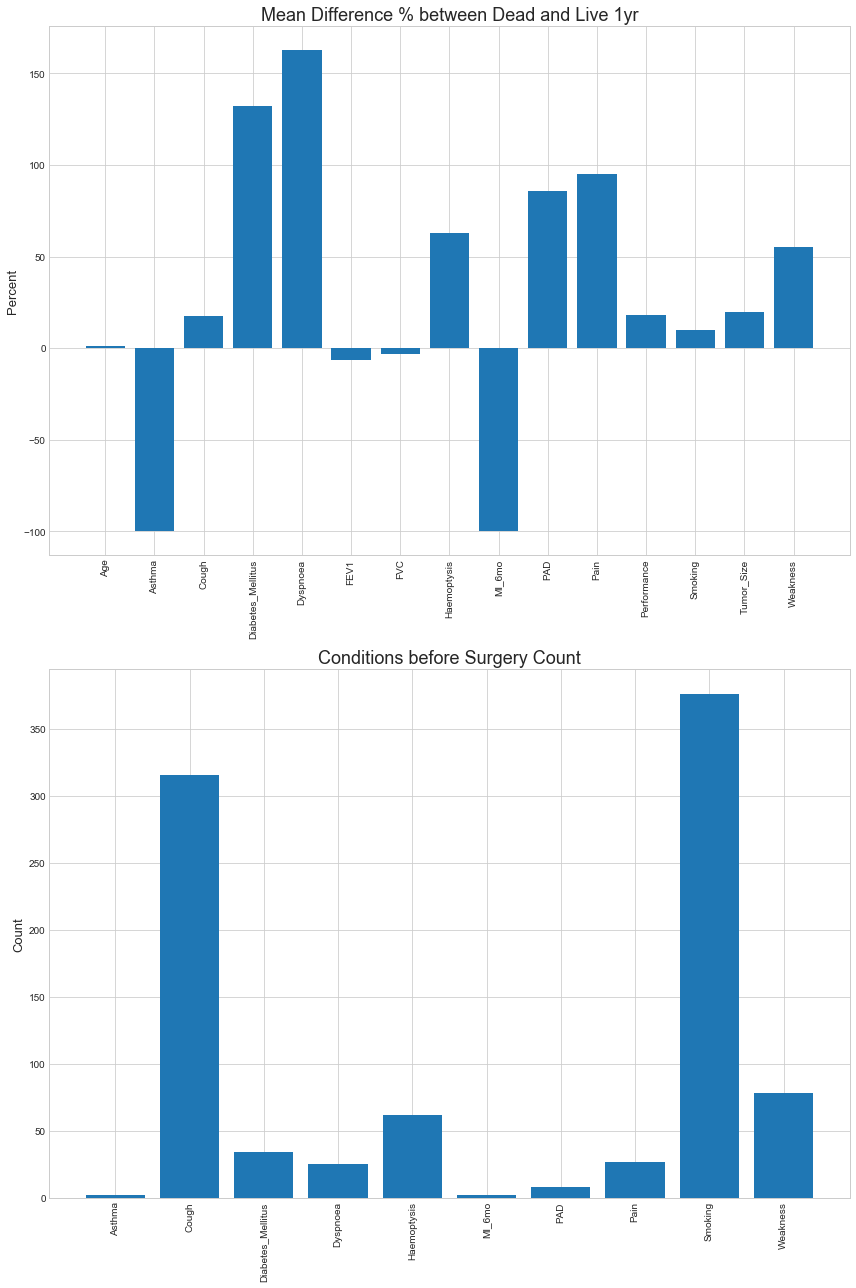 Mean Difference % between Dead and Live 1yr
Percent
150
100
50
0
−50
−100
Age
Asthma
Cough
Diabetes_Mellitus
Dyspnoea
FEV1
FVC
Haemoptysis
MI_6mo
PAD
Pain
Performance
Smoking
Tumor_Size
Weakness
Conditions before Surgery Count
Count
350
300
250
200
150
100
50
0
Asthma
Cough
Diabetes_Mellitus
Dyspnoea
Haemoptysis
MI_6mo
PAD
Pain
Smoking
Weakness